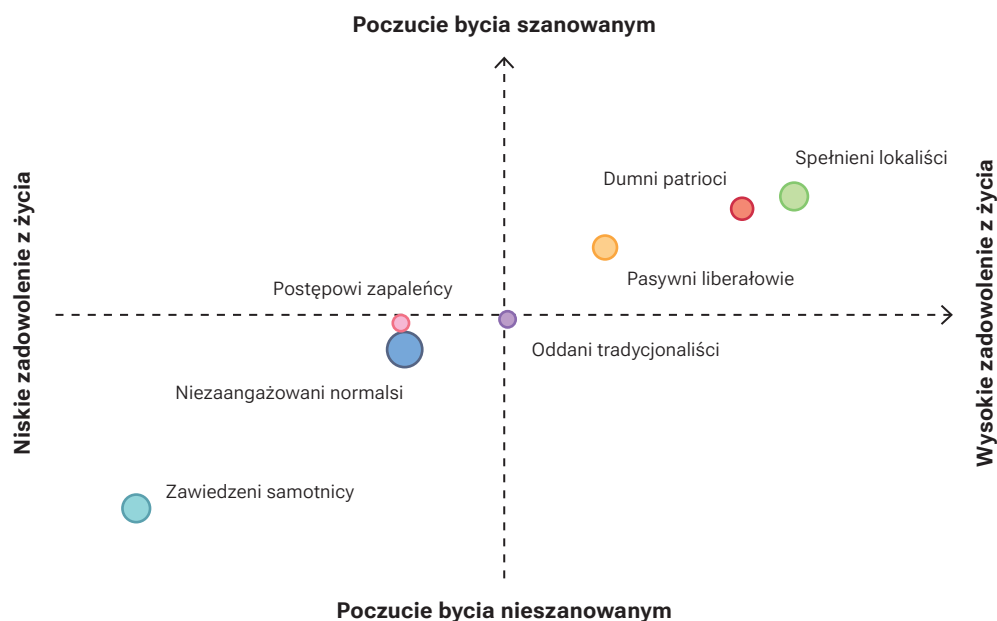 Poczucie bycia szanowanym
Spełnieni lokaliści
Dumni patrioci
Pasywni liberałowie
Postępowi zapaleńcy
Oddani tradycjonaliści
Niezaangażowani normalsi
Zawiedzeni samotnicy
Niskie zadowolenie z życia
Wysokie zadowolenie z życia
Poczucie bycia nieszanowanym